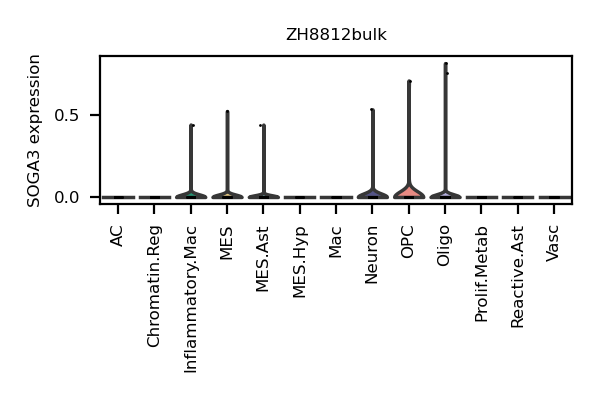 ZH8812bulk
SOGA3 expression
0.5
0.0
AC
Chromatin.Reg
Inflammatory.Mac
MES
MES.Ast
MES.Hyp
Mac
Neuron
OPC
Oligo
Prolif.Metab
Reactive.Ast
Vasc